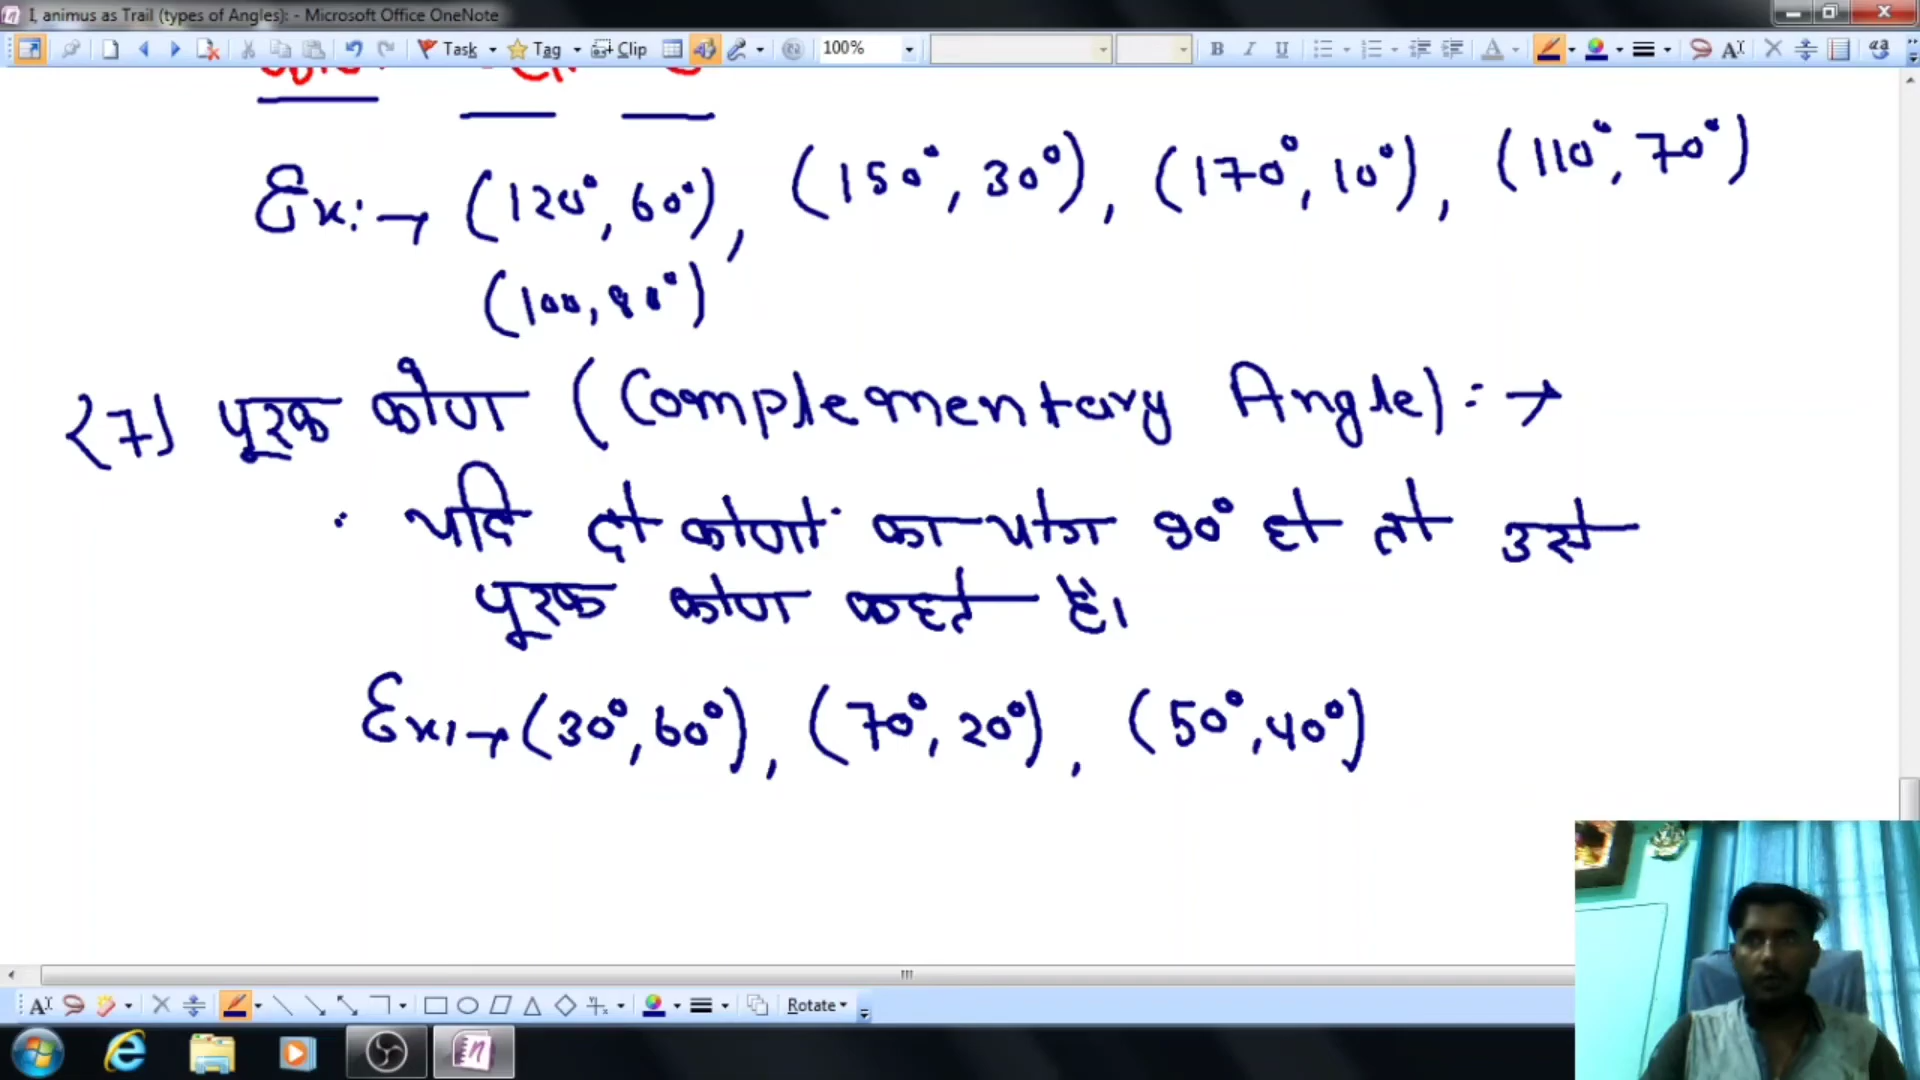 I, animus as Trail (types of Angles): - Microsoft Office OneNote
Task Tag Clip 100% B I U A
Ex:→ (120°, 60°), (150°, 30°), (170°, 10°), (110°, 70°)
(100, 80°)
{7} पूरक कोण (Complementary Angle) :→
यदि दो कोणों का योग 90° हो तो उसे
पूरक कोण कहते हैं।
Ex:→ (30°, 60°), (70°, 20°), (50°, 40°)
Rotate